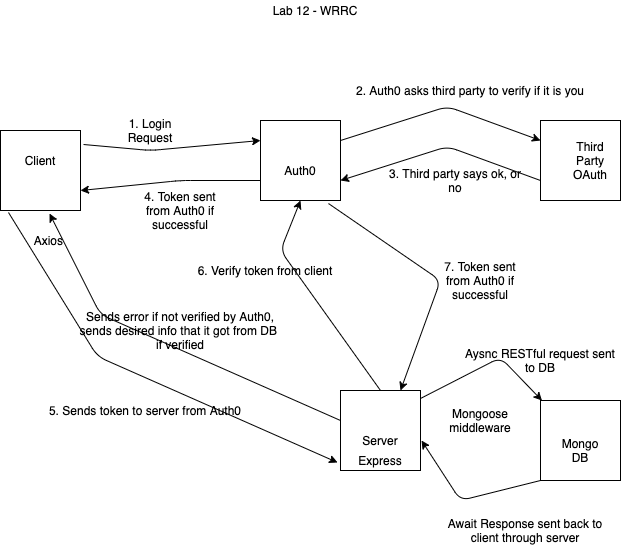 Lab 12 - WRRC
2. Auth0 asks third party to verify if it is you
1. Login
Request
Client
Auth0
Third
Party
OAuth
3. Third party says ok, or
no
4. Token sent
from Auth0 if
successful
Axios
6. Verify token from client
7. Token sent
from Auth0 if
successful
Sends error if not verified by Auth0,
sends desired info that it got from DB
if verified
Aysnc RESTful request sent
to DB
5. Sends token to server from Auth0
Mongoose
middleware
Server
Express
Mongo
DB
Await Response sent back to
client through server